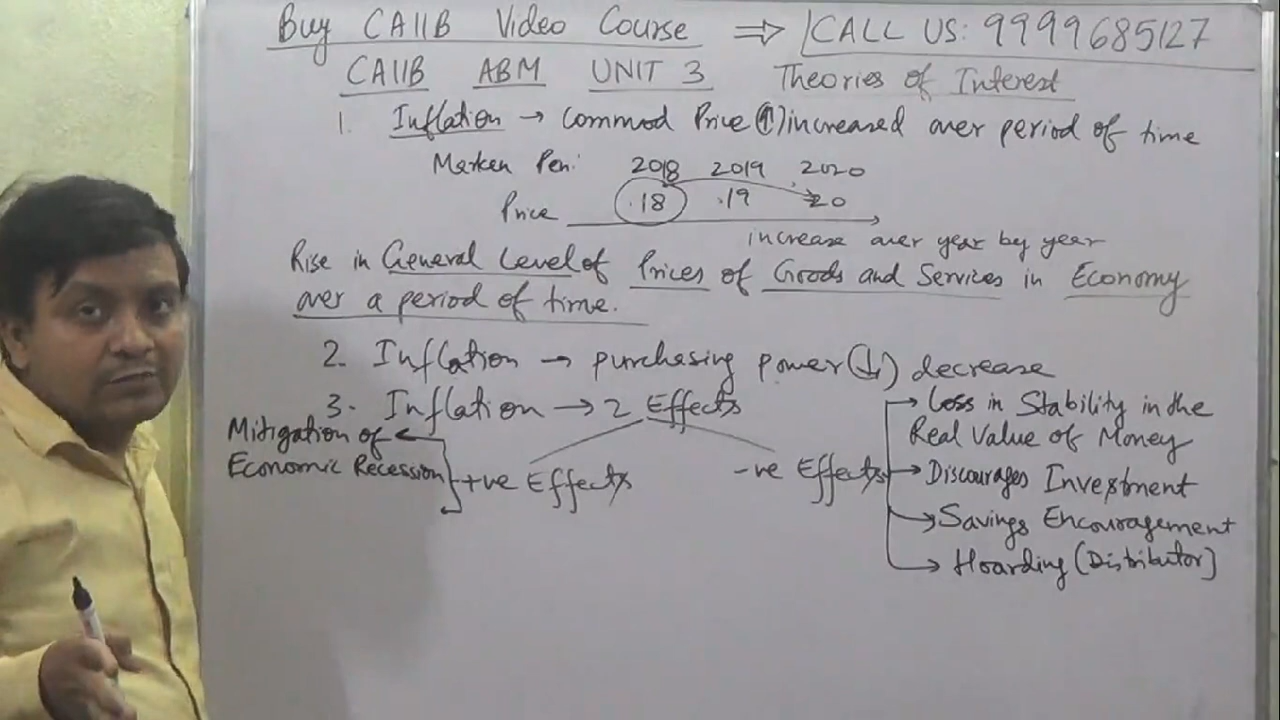 Buy CAIIB Video Course ⇒ CALL US: 9999685127
CAIIB ABM UNIT 3 Theories of Interest
1. Inflation → Commod Price (↑) increased over period of time
Marker Pen: 2018 2019 2020
Price 18 19 20
increase over year by year
Rise in General Level of Prices of Goods and Services in Economy
over a period of time.
2. Inflation → purchasing power (↓) decrease
3. Inflation → 2 Effects
Mitigation of
Economic Recession
+ve Effects
-ve Effects
→ Loss in Stability in the
Real Value of Money
→ Discourages Investment
→ Savings Encouragement
→ Hoarding (Distributor)